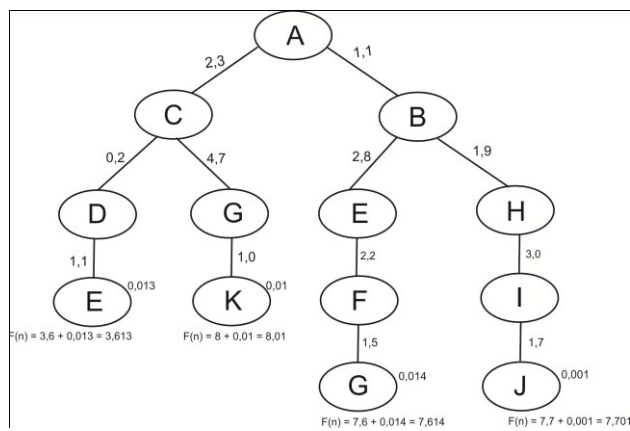 A
2,3
1,1
C
B
0,2
4,7
2,8
1,9
D
G
E
H
1,1
1,0
2,2
3,0
E
0,013
K
0,01
F
I
F(n) = 3,6 + 0,013 = 3,613
F(n) = 8 + 0,01 = 8,01
1,5
1,7
G
0,014
J
0,001
F(n) = 7,6 + 0,014 = 7,614
F(n) = 7,7 + 0,001 = 7,701